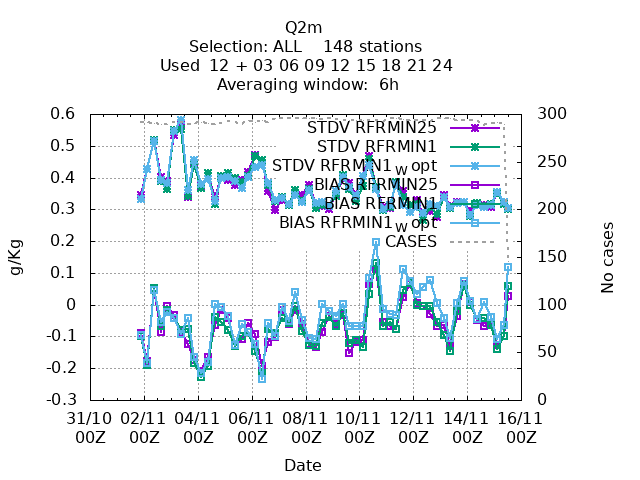 Q2m
Selection: ALL    148 stations
Used  12 + 03 06 09 12 15 18 21 24
Averaging window:  6h
0.6
0.5
0.4
0.3
0.2
0.1
0
-0.1
-0.2
-0.3
g/Kg
300
250
200
150
100
50
0
No cases
STDV RFRMIN25
STDV RFRMIN1
STDV RFRMIN1_W opt
BIAS RFRMIN25
BIAS RFRMIN1
BIAS RFRMIN1_W opt
CASES
31/10 02/11 04/11 06/11 08/11 10/11 12/11 14/11 16/11
00Z 00Z 00Z 00Z 00Z 00Z 00Z 00Z 00Z
Date